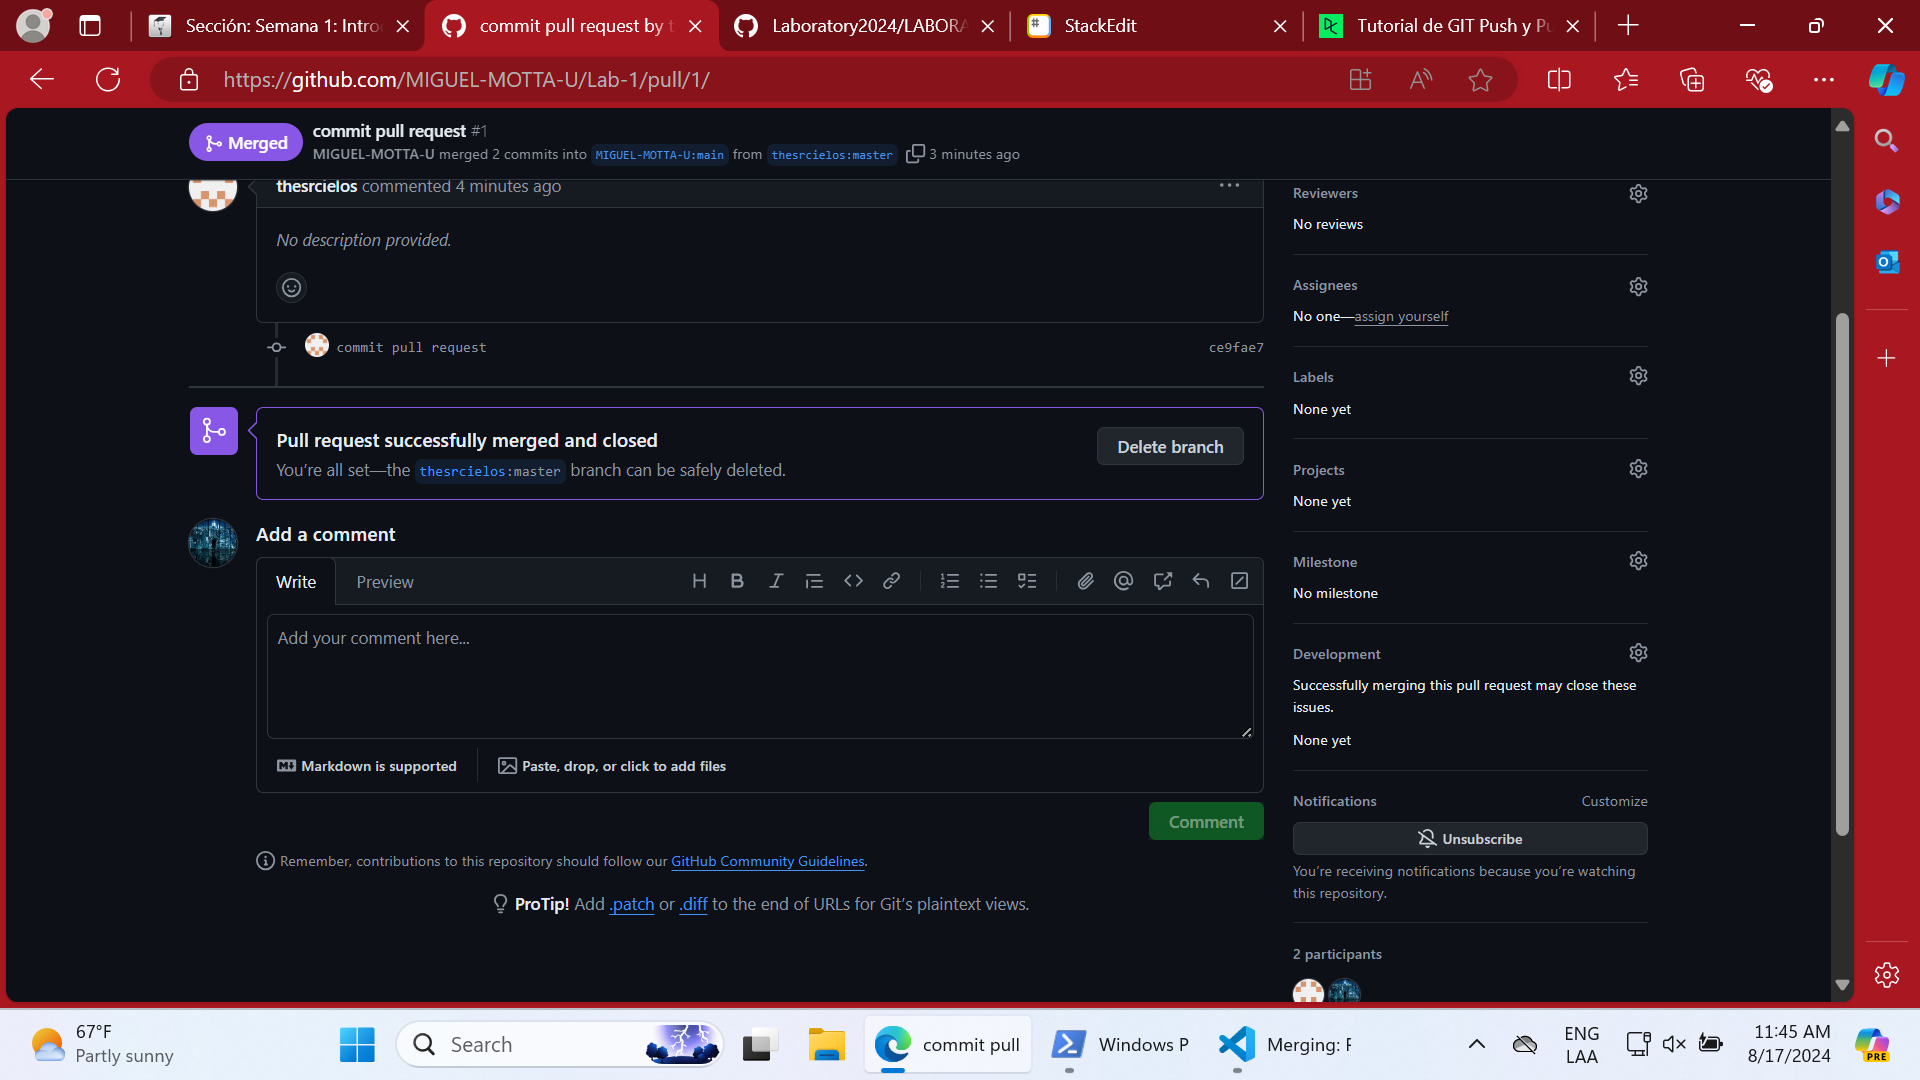 Sección: Semana 1: Intro
commit pull request by t
Laboratory2024/LABORA
StackEdit
Tutorial de GIT Push y Pu
https://github.com/MIGUEL-MOTTA-U/Lab-1/pull/1/
Merged
commit pull request #1
MIGUEL-MOTTA-U merged 2 commits into MIGUEL-MOTTA-U:main from thesrcielos:master 3 minutes ago
thesrcielos commented 4 minutes ago
No description provided.
commit pull request
ce9fae7
Pull request successfully merged and closed
You're all set—the thesrcielos:master branch can be safely deleted.
Delete branch
Add a comment
Write
Preview
Add your comment here...
Markdown is supported
Paste, drop, or click to add files
Comment
Remember, contributions to this repository should follow our GitHub Community Guidelines.
ProTip! Add .patch or .diff to the end of URLs for Git's plaintext views.
Reviewers
No reviews
Assignees
No one—assign yourself
Labels
None yet
Projects
None yet
Milestone
No milestone
Development
Successfully merging this pull request may close these
issues.
None yet
Notifications
Customize
Unsubscribe
You're receiving notifications because you're watching
this repository.
2 participants
67°F
Partly sunny
Search
commit pull
Windows P
Merging: F
ENG
LAA
11:45 AM
8/17/2024
PRE